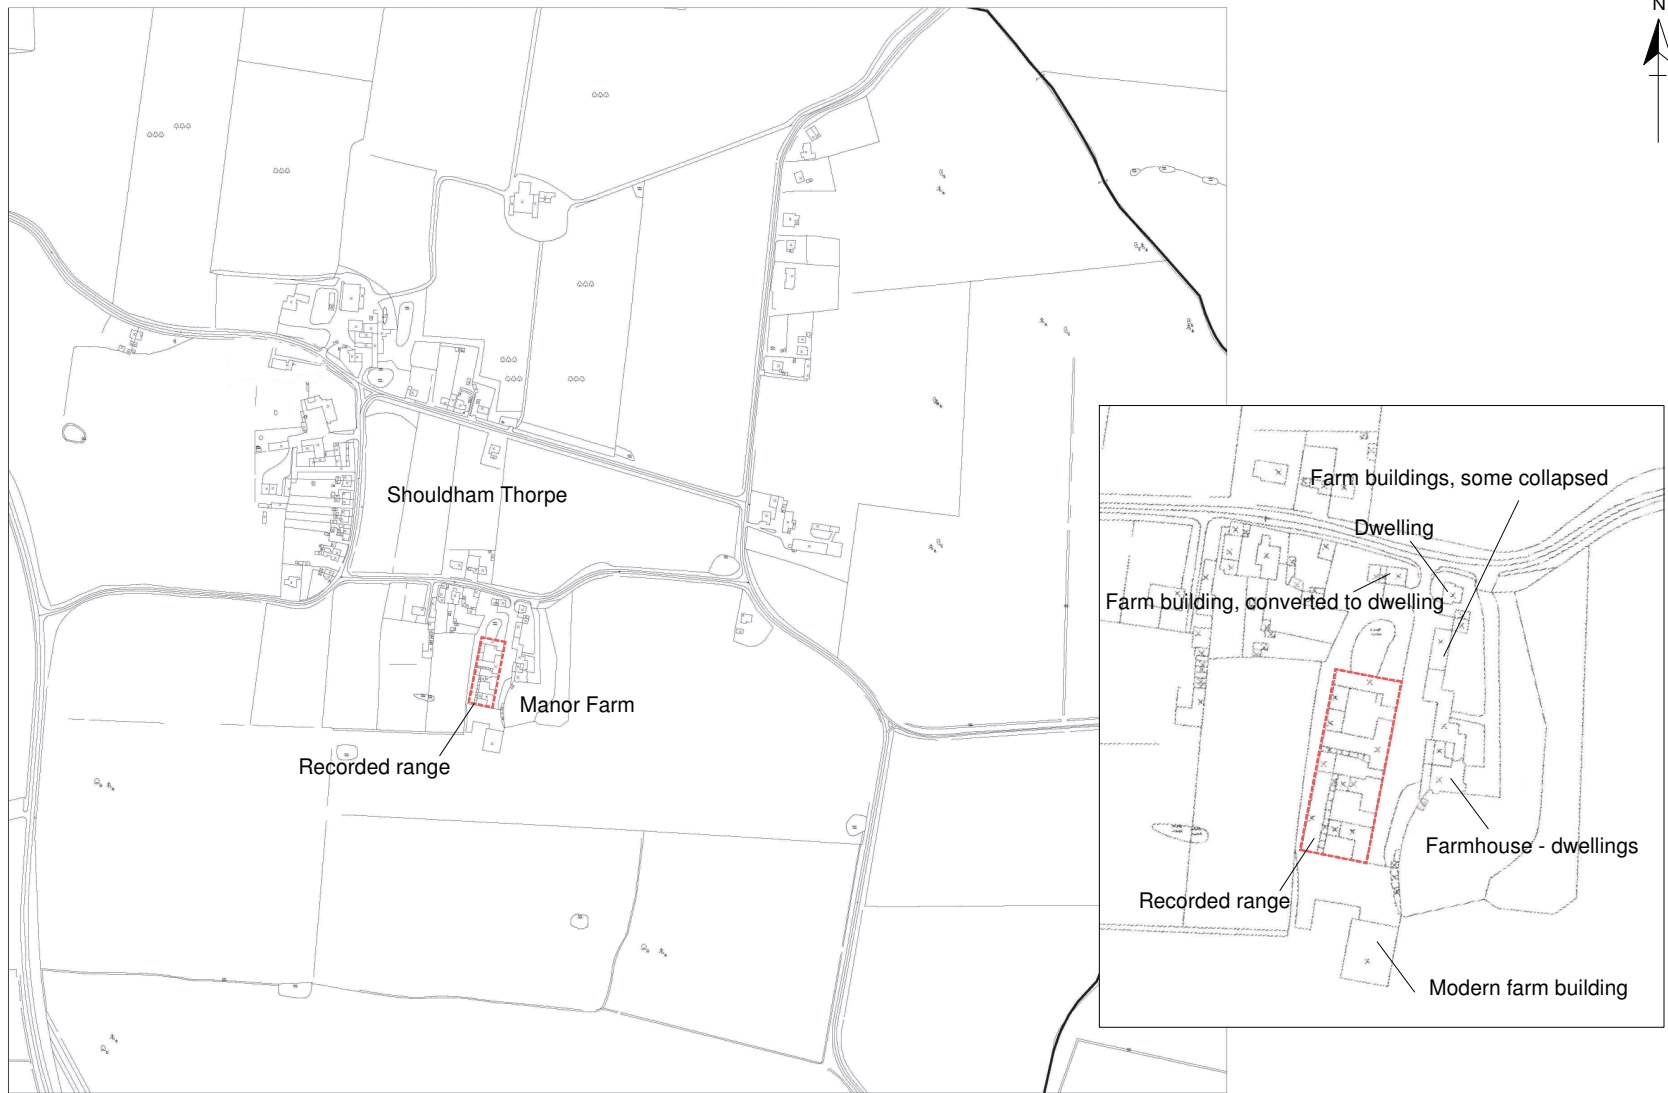 N
Shouldham Thorpe
Manor Farm
Recorded range
Farm buildings, some collapsed
Dwelling
Farm building, converted to dwelling
Farmhouse - dwellings
Recorded range
Modern farm building